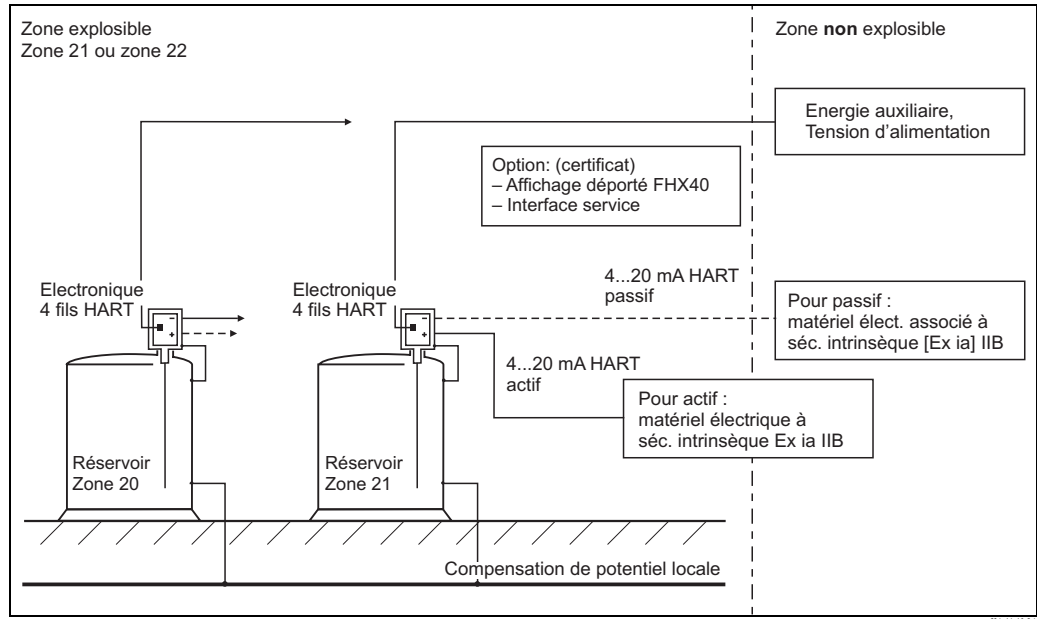 Zone explosible
Zone 21 ou zone 22
Zone non explosible
Energie auxiliaire,
Tension d'alimentation
Option: (certificat)
– Affichage déporté FHX40
– Interface service
Electronique
4 fils HART
Electronique
4 fils HART
4...20 mA HART
passif
Pour passif :
matériel élect. associé à
séc. intrinsèque [Ex ia] IIB
4...20 mA HART
actif
Pour actif :
matériel électrique à
séc. intrinsèque Ex ia IIB
Réservoir
Zone 20
Réservoir
Zone 21
Compensation de potentiel locale